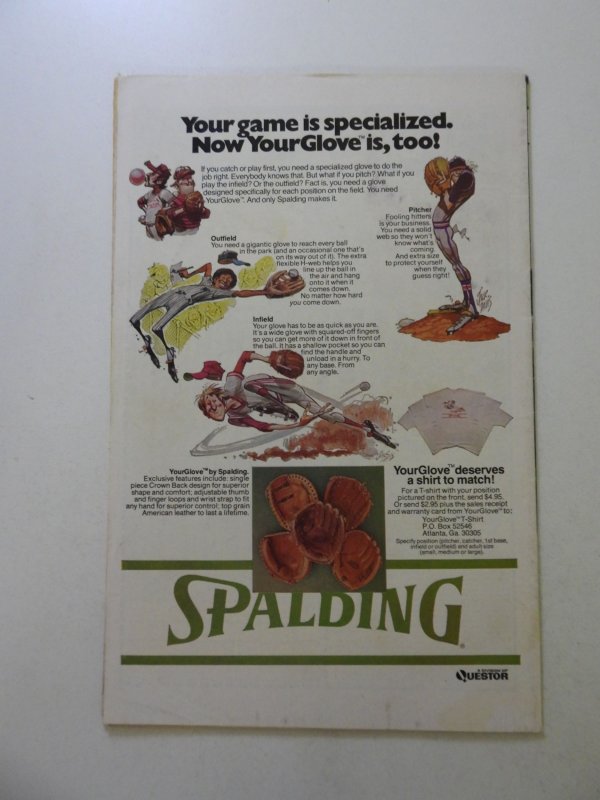 Your game is specialized.
Now YourGlove™ is, too!
If you catch or play first, you need a specialized glove to do the
job right. Everybody knows that. But what if you pitch? What if you
play the infield? Or the outfield? Fact is, you need a glove
designed specifically for each position on the field. You need
YourGlove™. And only Spalding makes it.
Pitcher
Fooling hitters
is your business.
You need a solid
web so they won't
know what's
coming.
And extra size
to protect yourself
when they
guess right!
Outfield
You need a gigantic glove to reach every ball
in the park (and an occasional one that's
on its way out of it). The extra
flexible H-web helps you
line up the ball in
the air and hang
onto it when it
comes down.
No matter how hard
you come down.
Infield
Your glove has to be as quick as you are.
It's a wide glove with squared-off fingers
so you can get more of it down in front of
the ball. It has a shallow pocket so you can
find the handle and
unload in a hurry. To
any base. From
any angle.
YourGlove™ by Spalding.
Exclusive features include: single
piece Crown Back design for superior
shape and comfort; adjustable thumb
and finger loops and wrist strap to fit
any hand for superior control; top grain
American leather to last a lifetime.
YourGlove™ deserves
a shirt to match!
For a T-shirt with your position
pictured on the front, send $4.95.
Or send $2.95 plus the sales receipt
and warranty card from YourGlove™ to:
YourGlove™ T-Shirt
P.O. Box 52546
Atlanta, Ga. 30305
Specify position (pitcher, catcher, 1st base,
infield or outfield) and adult size
(small, medium or large).
SPALDING®
A DIVISION OF
QUESTOR